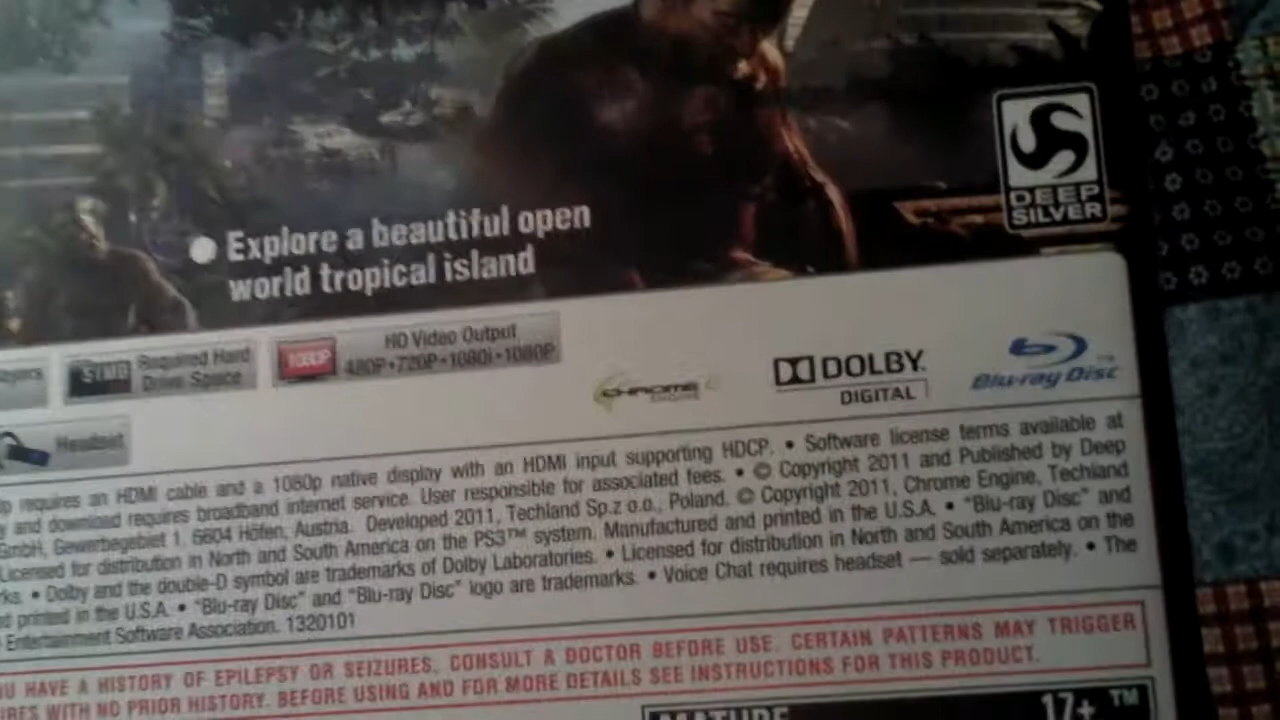 DEEP
SILVER
Explore a beautiful open
world tropical island
Required Hard
Drive Space
1080P
HD Video Output
480P • 720P • 1080i • 1080P
CHROME
ENGINE
DOLBY
DIGITAL
Blu-ray Disc™
Headset
requires an HDMI cable and a 1080p native display with an HDMI input supporting HDCP. • Software license terms available at
and download requires broadband internet service. User responsible for associated fees. • © Copyright 2011 and Published by Deep
GmbH, Gewerbegebiet 1, 6604 Höfen, Austria. Developed 2011, Techland Sp.z o.o., Poland. © Copyright 2011, Chrome Engine, Techland
Licensed for distribution in North and South America on the PS3™ system. Manufactured and printed in the U.S.A. • "Blu-ray Disc" and
• Dolby and the double-D symbol are trademarks of Dolby Laboratories. • Licensed for distribution in North and South America on the
printed in the U.S.A. • "Blu-ray Disc" and "Blu-ray Disc" logo are trademarks. • Voice Chat requires headset — sold separately. • The
Entertainment Software Association. 1320101
U HAVE A HISTORY OF EPILEPSY OR SEIZURES, CONSULT A DOCTOR BEFORE USE. CERTAIN PATTERNS MAY TRIGGER
RES WITH NO PRIOR HISTORY. BEFORE USING AND FOR MORE DETAILS SEE INSTRUCTIONS FOR THIS PRODUCT.
MATURE 17+ ™